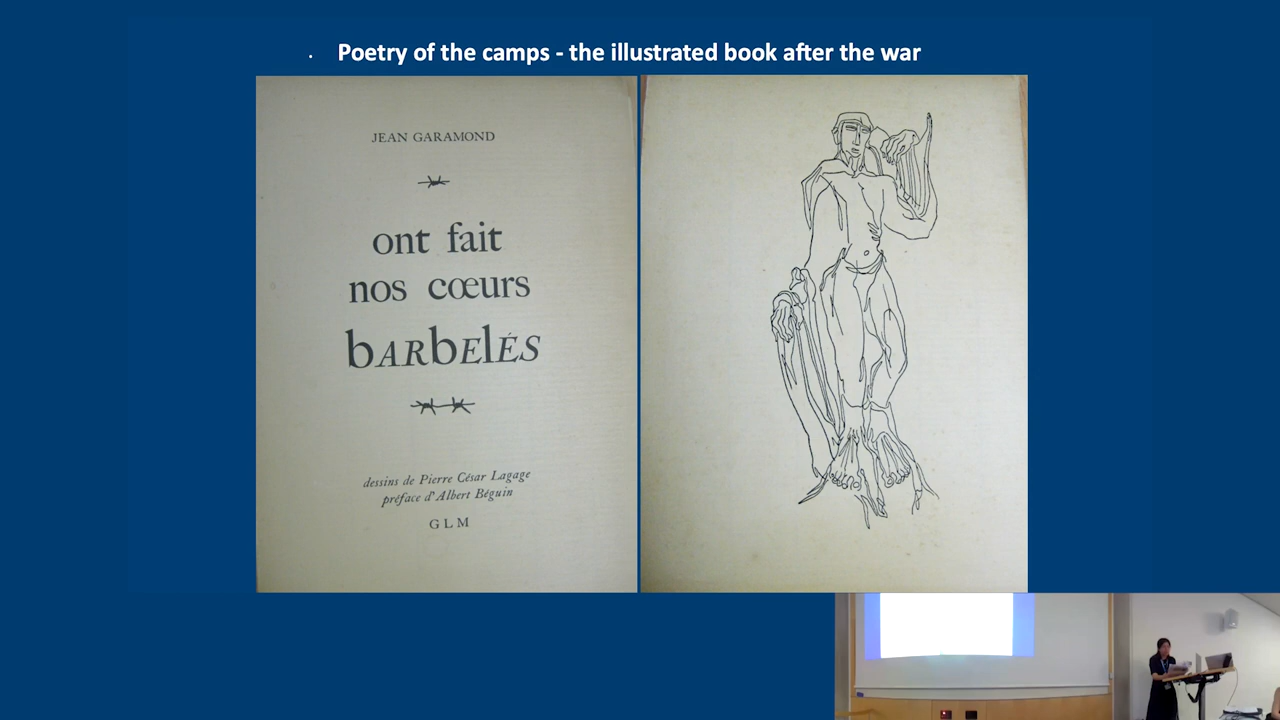 Poetry of the camps - the illustrated book after the war
JEAN GARAMOND
ont fait
nos cœurs
bARbElÉS
dessins de Pierre César Lagage
préface d'Albert Béguin
GLM